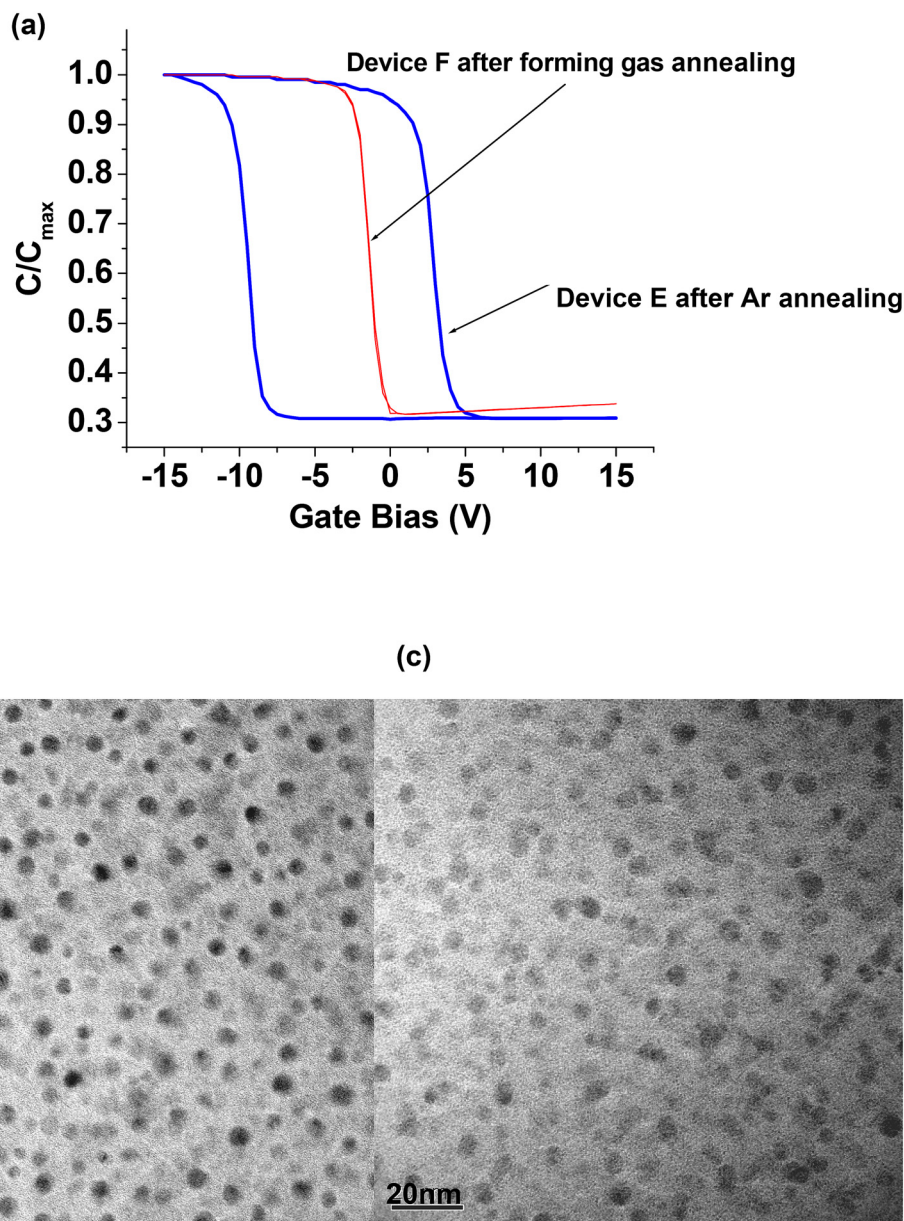 (a)
Device F after forming gas annealing
1.0
0.9
0.8
0.7
0.6
0.5
0.4
0.3
C/Cmax
Device E after Ar annealing
-15 -10 -5 0 5 10 15
Gate Bias (V)
(c)
20nm